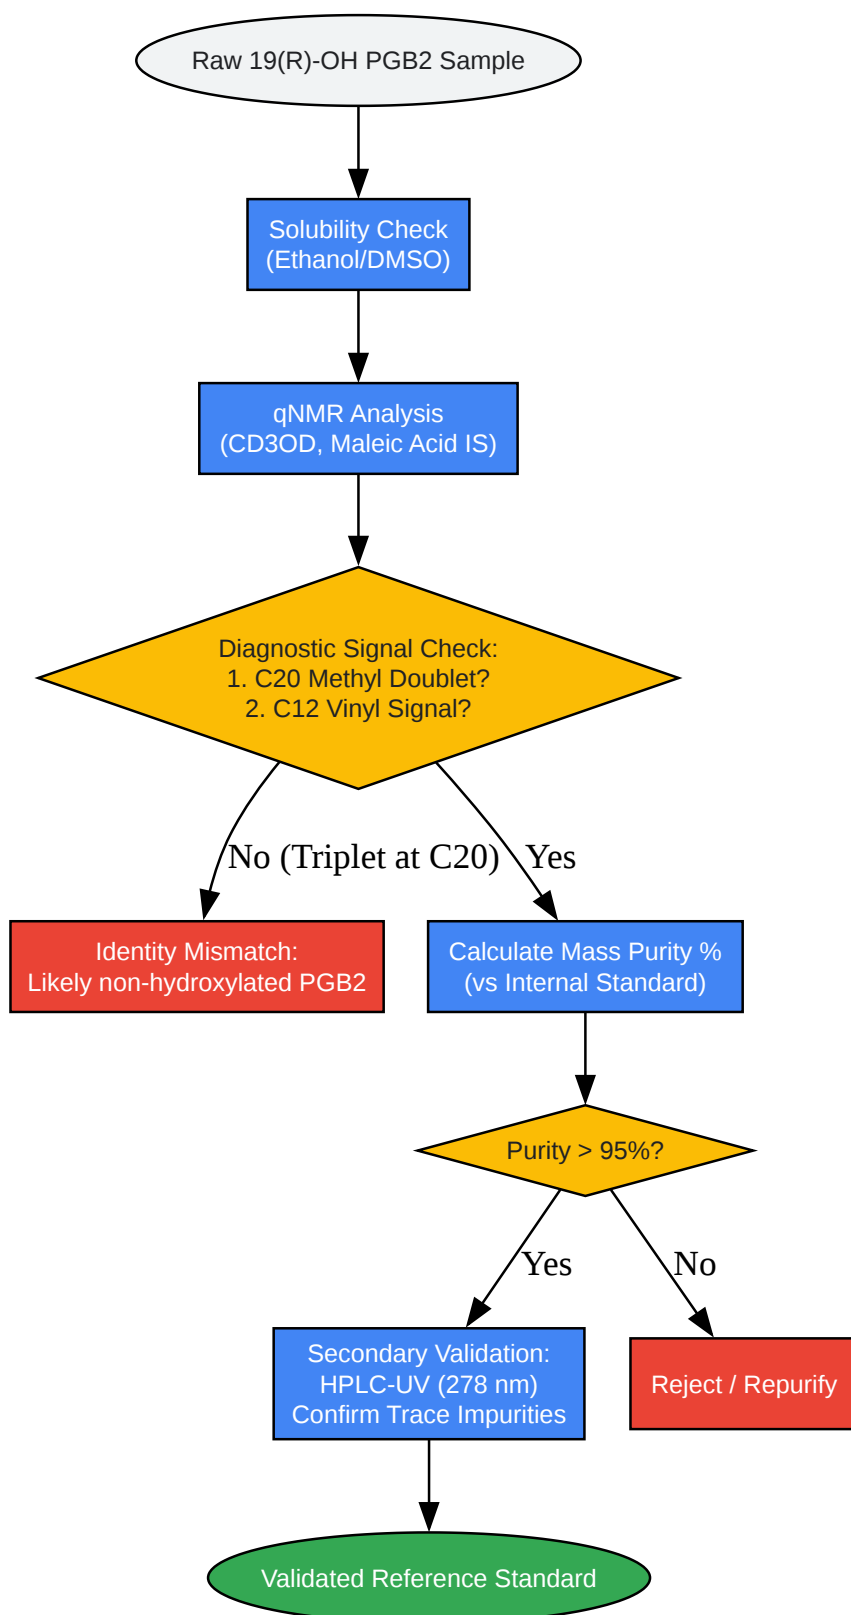 Raw 19(R)-OH PGB2 Sample
Solubility Check
(Ethanol/DMSO)
qNMR Analysis
(CD3OD, Maleic Acid IS)
Diagnostic Signal Check:
1. C20 Methyl Doublet?
2. C12 Vinyl Signal?
No (Triplet at C20)
Yes
Identity Mismatch:
Likely non-hydroxylated PGB2
Calculate Mass Purity %
(vs Internal Standard)
Purity > 95%?
Yes
No
Secondary Validation:
HPLC-UV (278 nm)
Confirm Trace Impurities
Reject / Repurify
Validated Reference Standard